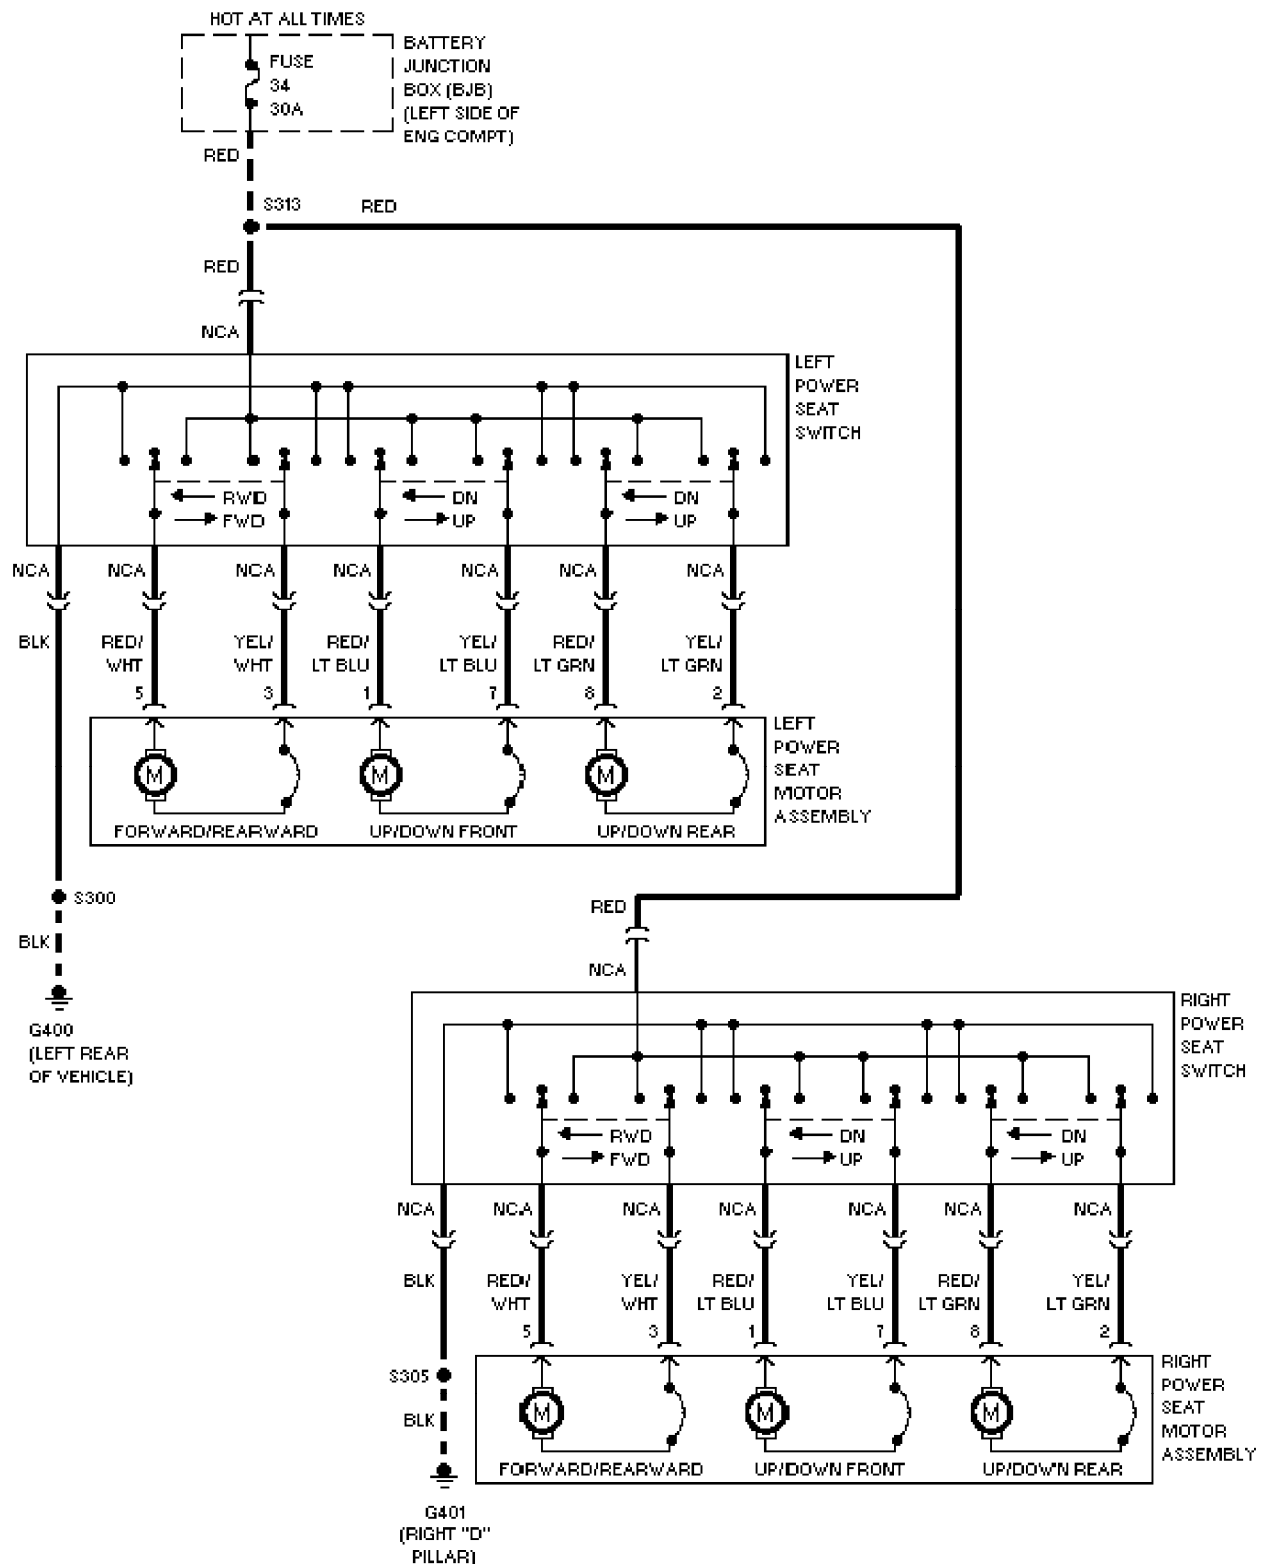 HOT AT ALL TIMES
FUSE
34
30A
BATTERY
JUNCTION
BOX (BJB)
(LEFT SIDE OF
ENG COMPT)
RED
S313
RED
RED
NCA
LEFT
POWER
SEAT
SWITCH
RWD
FWD
DN
UP
DN
UP
NCA
NCA
NCA
NCA
NCA
NCA
NCA
BLK
RED/
WHT
YEL/
WHT
RED/
LT BLU
YEL/
LT BLU
RED/
LT GRN
YEL/
LT GRN
5
3
1
7
8
2
LEFT
POWER
SEAT
MOTOR
ASSEMBLY
M
M
M
FORWARD/REARWARD
UP/DOWN FRONT
UP/DOWN REAR
S300
BLK
G400
(LEFT REAR
OF VEHICLE)
RED
NCA
RIGHT
POWER
SEAT
SWITCH
RWD
FWD
DN
UP
DN
UP
NCA
NCA
NCA
NCA
NCA
NCA
NCA
BLK
RED/
WHT
YEL/
WHT
RED/
LT BLU
YEL/
LT BLU
RED/
LT GRN
YEL/
LT GRN
5
3
1
7
8
2
S305
BLK
RIGHT
POWER
SEAT
MOTOR
ASSEMBLY
M
M
M
FORWARD/REARWARD
UP/DOWN FRONT
UP/DOWN REAR
G401
(RIGHT "D"
PILLAR)